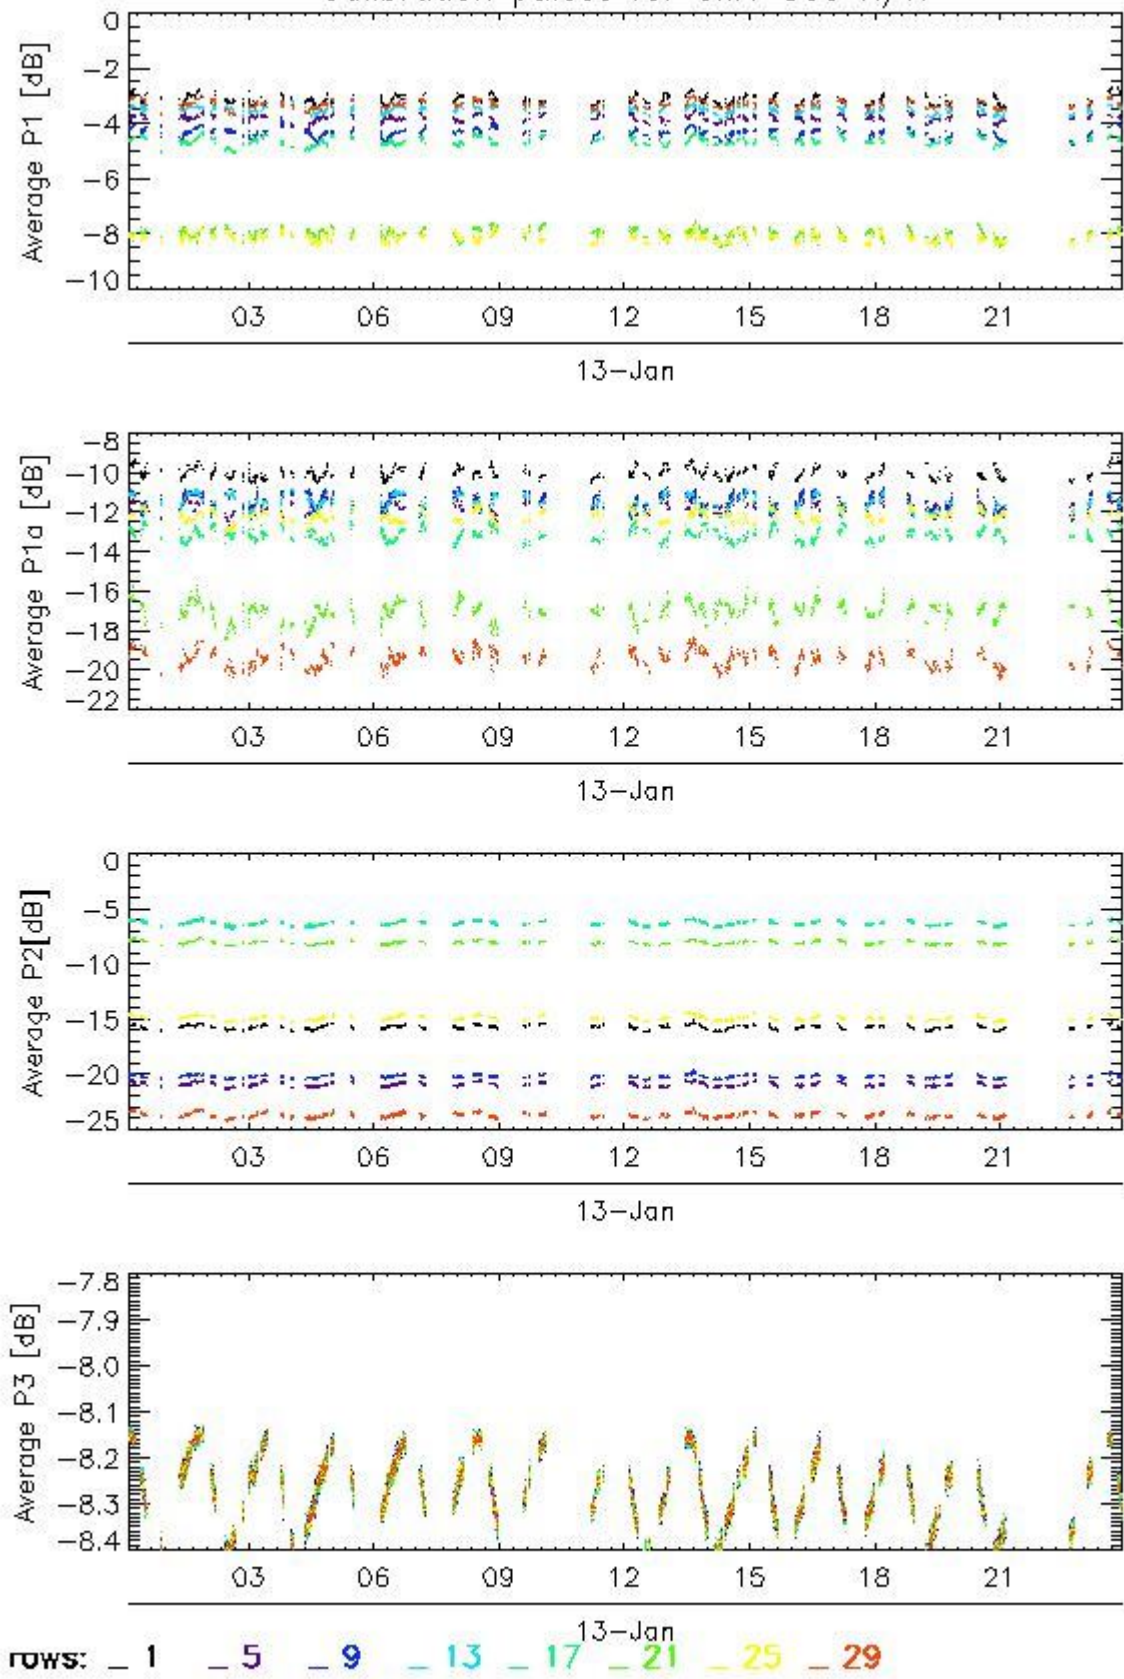 0
-2
-4
-6
-8
-10
Average P1 [dB]
03 06 09 12 15 18 21
13-Jan
-8
-10
-12
-14
-16
-18
-20
-22
Average P1a [dB]
03 06 09 12 15 18 21
13-Jan
0
-5
-10
-15
-20
-25
Average P2[dB]
03 06 09 12 15 18 21
13-Jan
-7.8
-7.9
-8.0
-8.1
-8.2
-8.3
-8.4
Average P3 [dB]
03 06 09 12 15 18 21
13-Jan
rows: _ 1 _ 5 _ 9 _ 13 _ 17 _ 21 _ 25 _ 29